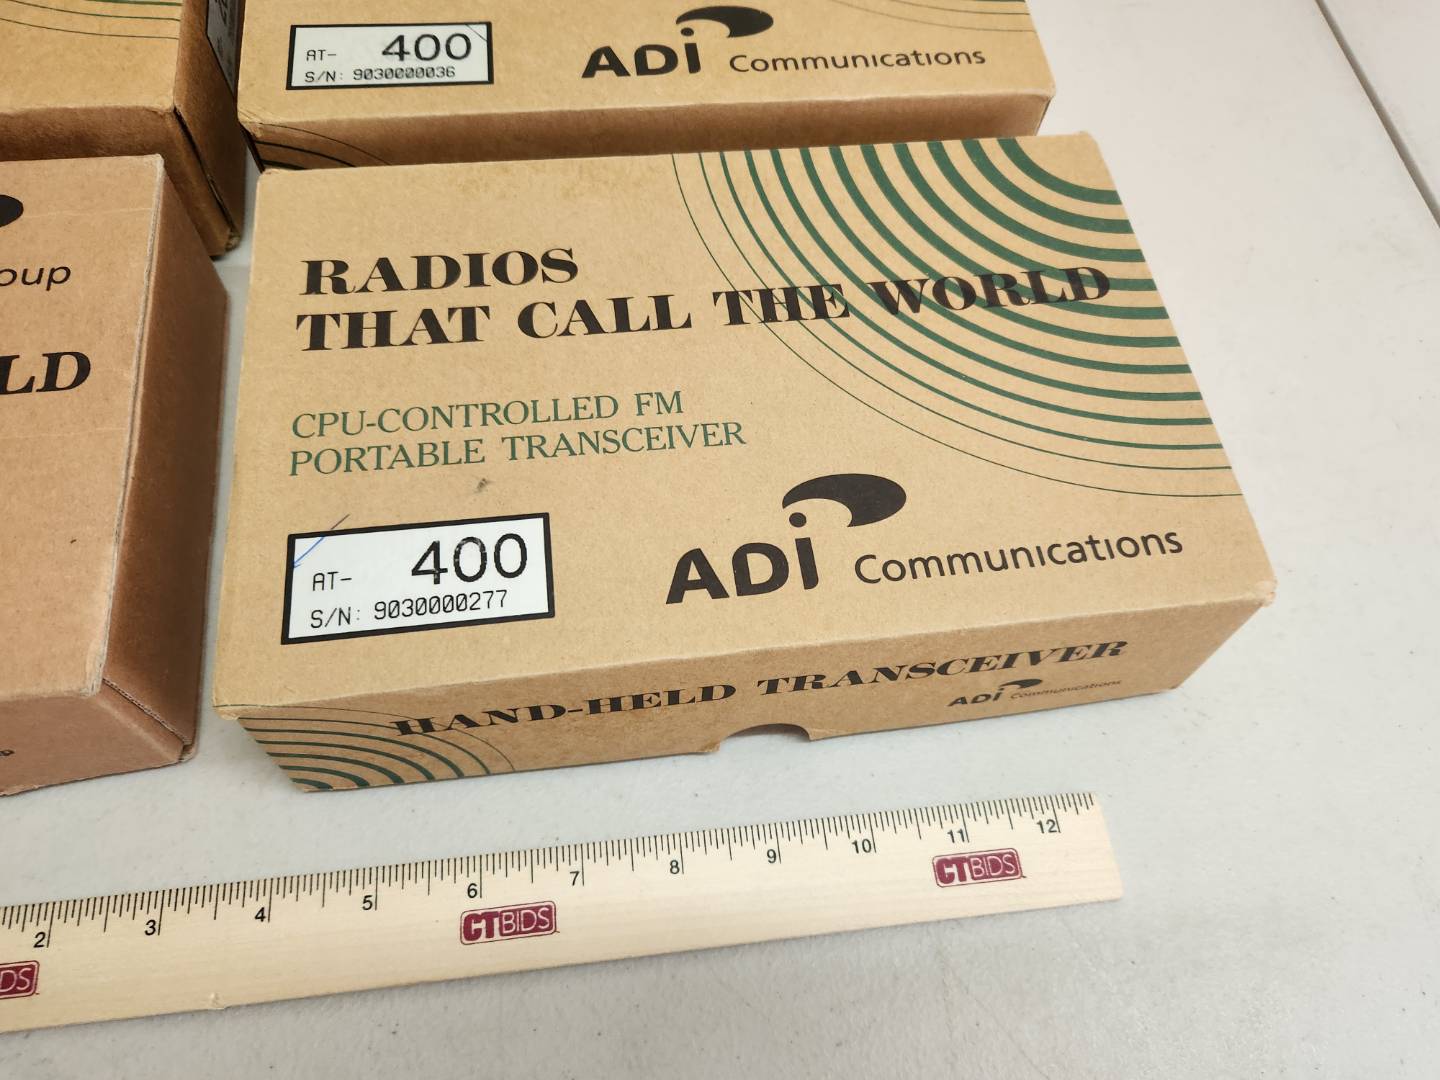 AT- 400
S/N: 9030000036
ADI Communications
oup
LD
RADIOS
THAT CALL THE WORLD
CPU-CONTROLLED FM
PORTABLE TRANSCEIVER
AT- 400
S/N: 9030000277
ADI Communications
HAND-HELD TRANSCEIVER
ADI Communications
2 3 4 5 6 7 8 9 10 11 12
DS CTBIDS CTBIDS